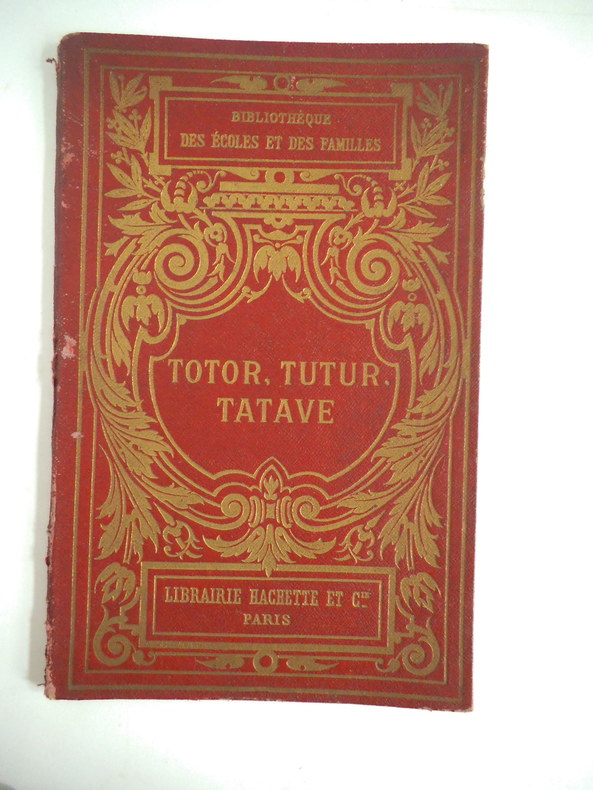 BIBLIOTHÈQUE
DES ÉCOLES ET DES FAMILLES
TOTOR, TUTUR,
TATAVE
LIBRAIRIE HACHETTE ET Cie
PARIS